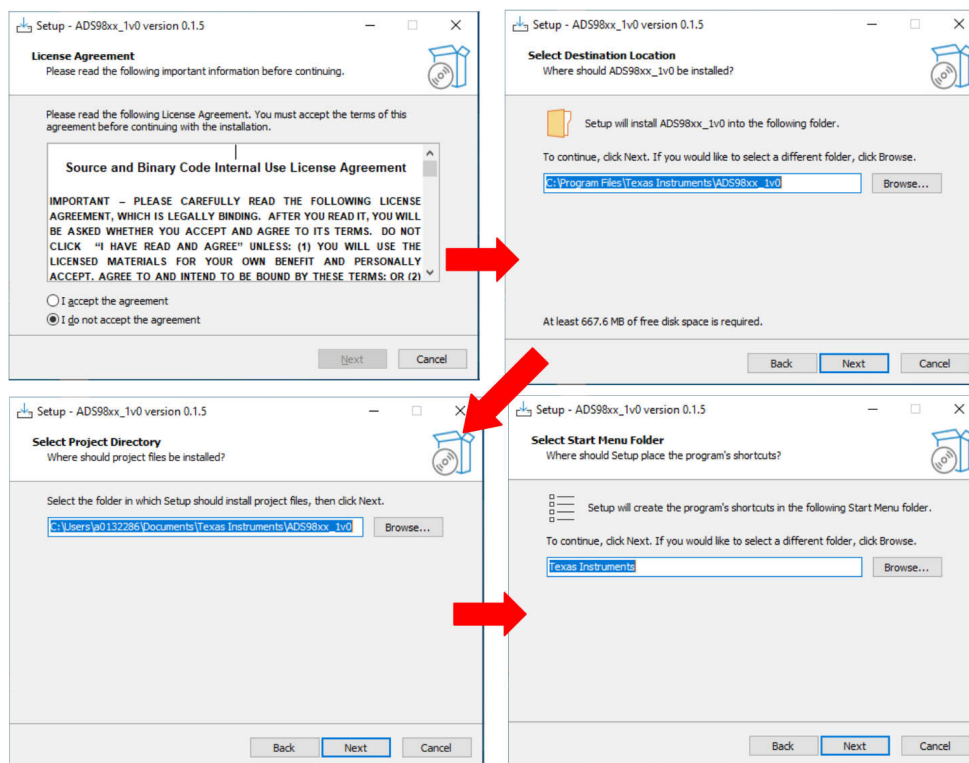 Setup - ADS98xx_1v0 version 0.1.5
License Agreement
Please read the following important information before continuing.
Please read the following License Agreement. You must accept the terms of this
agreement before continuing with the installation.
Source and Binary Code Internal Use License Agreement
IMPORTANT – PLEASE CAREFULLY READ THE FOLLOWING LICENSE
AGREEMENT, WHICH IS LEGALLY BINDING. AFTER YOU READ IT, YOU WILL
BE ASKED WHETHER YOU ACCEPT AND AGREE TO ITS TERMS. DO NOT
CLICK "I HAVE READ AND AGREE" UNLESS: (1) YOU WILL USE THE
LICENSED MATERIALS FOR YOUR OWN BENEFIT AND PERSONALLY
ACCEPT, AGREE TO AND INTEND TO BE BOUND BY THESE TERMS; OR (2)
I accept the agreement
I do not accept the agreement
Next Cancel
Setup - ADS98xx_1v0 version 0.1.5
Select Destination Location
Where should ADS98xx_1v0 be installed?
Setup will install ADS98xx_1v0 into the following folder.
To continue, click Next. If you would like to select a different folder, click Browse.
C:\Program Files\Texas Instruments\ADS98xx_1v0 Browse...
At least 667.6 MB of free disk space is required.
Back Next Cancel
Setup - ADS98xx_1v0 version 0.1.5
Select Project Directory
Where should project files be installed?
Select the folder in which Setup should install project files, then click Next.
C:\Users\a0132286\Documents\Texas Instruments\ADS98xx_1v0 Browse...
Back Next Cancel
Setup - ADS98xx_1v0 version 0.1.5
Select Start Menu Folder
Where should Setup place the program's shortcuts?
Setup will create the program's shortcuts in the following Start Menu folder.
To continue, click Next. If you would like to select a different folder, click Browse.
Texas Instruments Browse...
Back Next Cancel